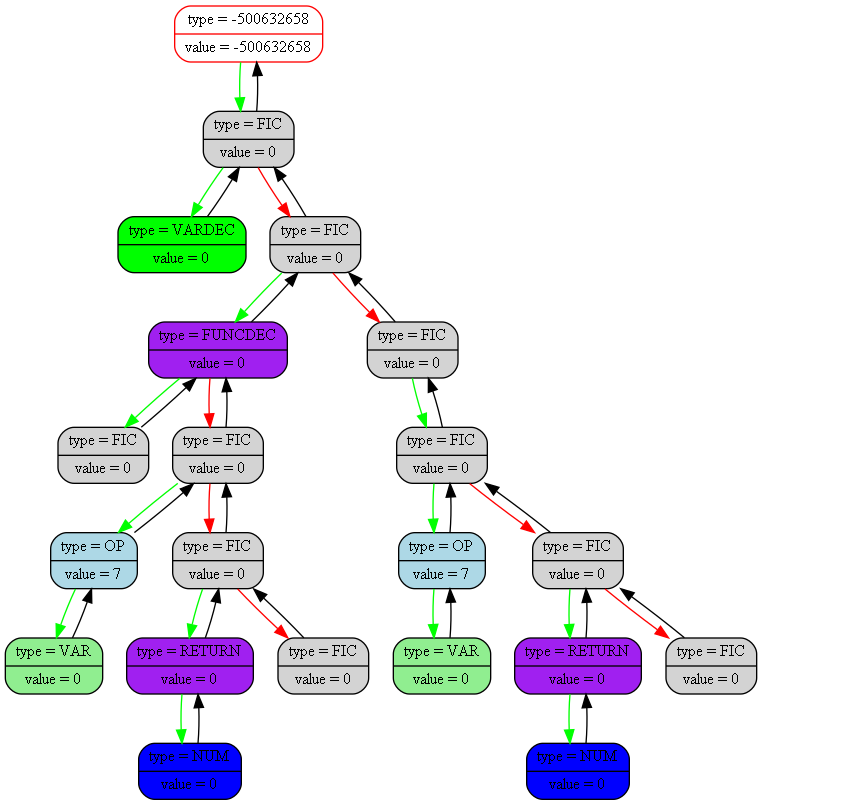 type = -500632658
value = -500632658
type = FIC
value = 0
type = VARDEC
value = 0
type = FIC
value = 0
type = FUNCDEC
value = 0
type = FIC
value = 0
type = FIC
value = 0
type = FIC
value = 0
type = FIC
value = 0
type = OP
value = 7
type = FIC
value = 0
type = OP
value = 7
type = FIC
value = 0
type = VAR
value = 0
type = RETURN
value = 0
type = FIC
value = 0
type = VAR
value = 0
type = RETURN
value = 0
type = FIC
value = 0
type = NUM
value = 0
type = NUM
value = 0